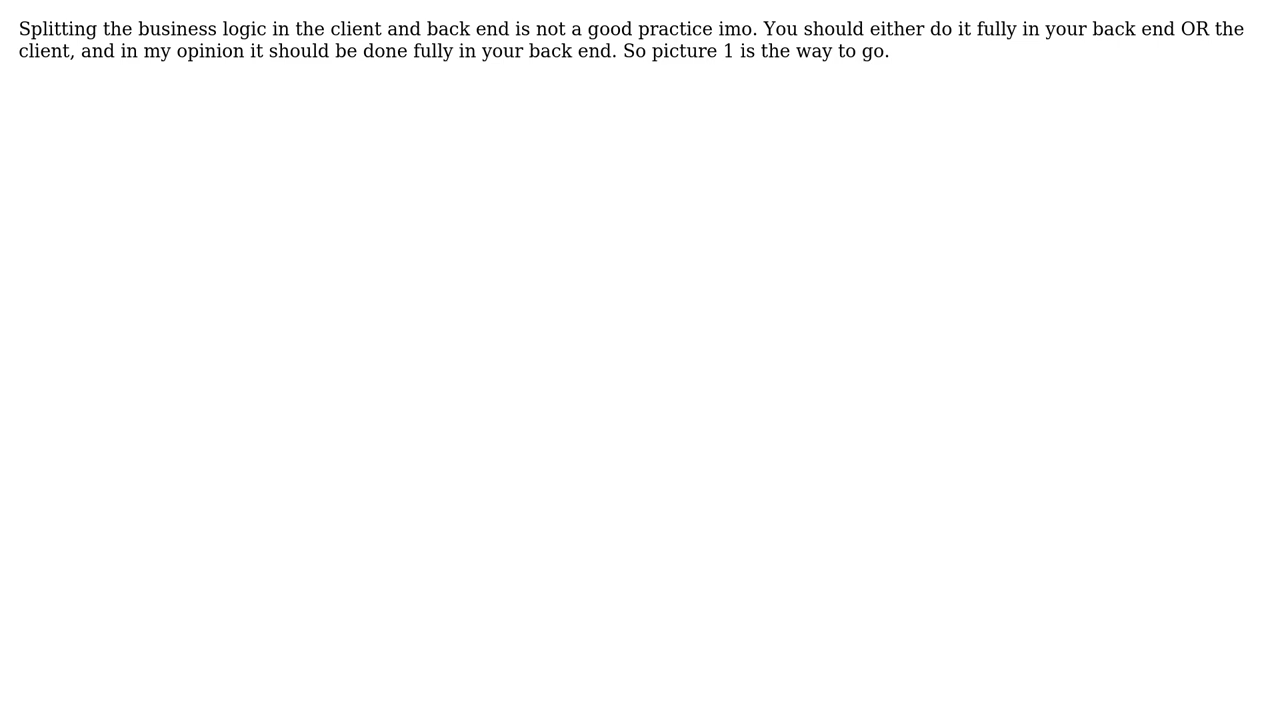 Splitting the business logic in the client and back end is not a good practice imo. You should either do it fully in your back end OR the
client, and in my opinion it should be done fully in your back end. So picture 1 is the way to go.